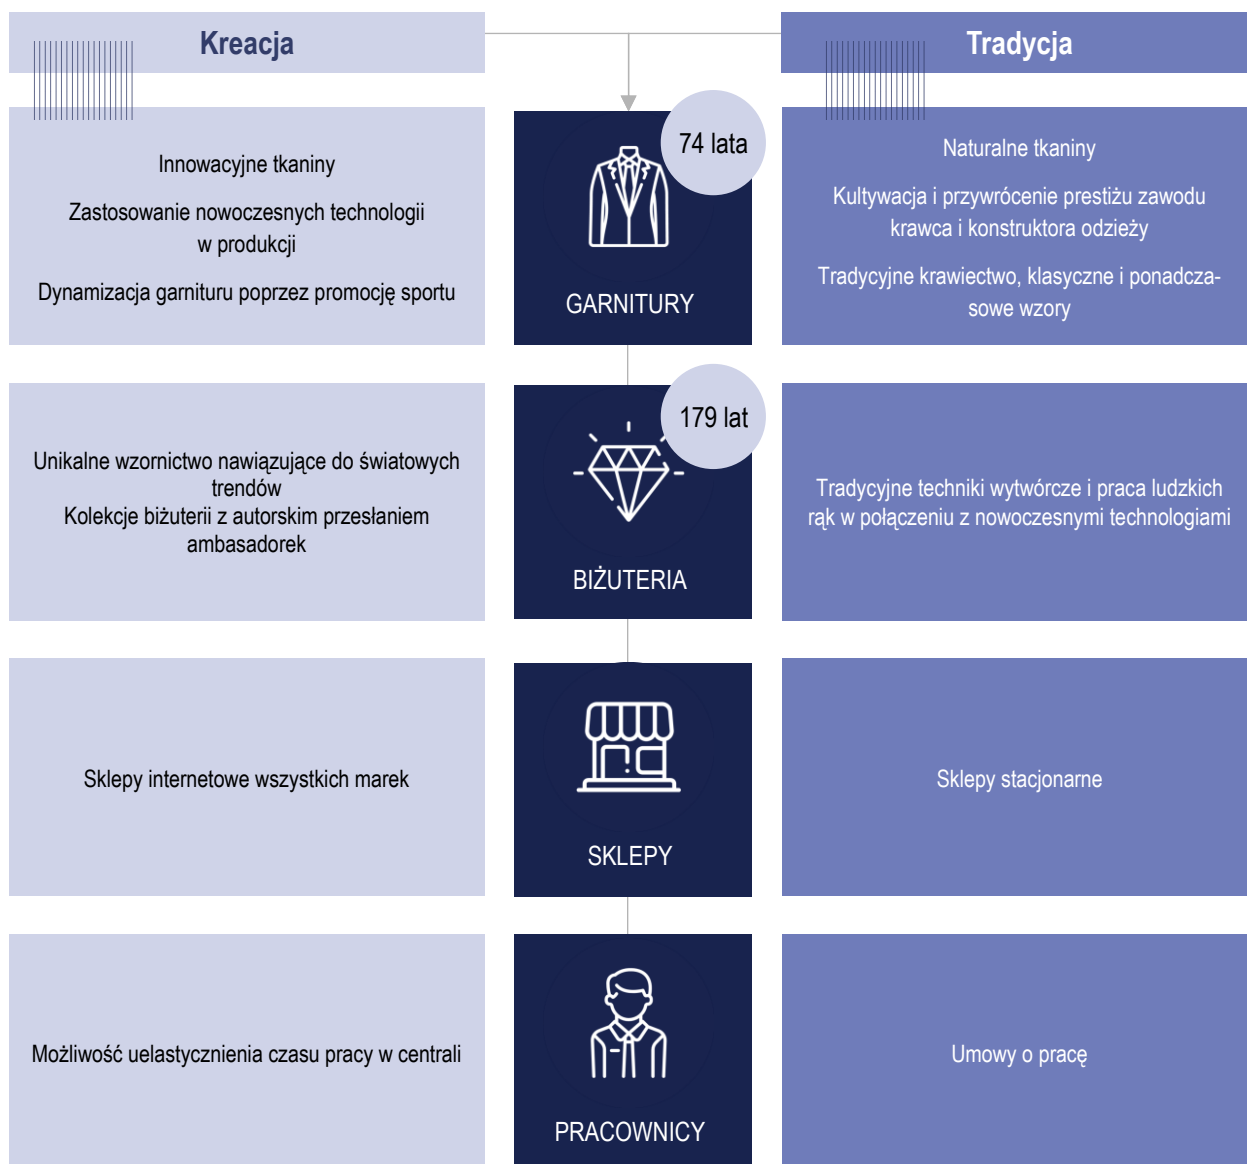 Kreacja
Tradycja
Innowacyjne tkaniny
Zastosowanie nowoczesnych technologii
w produkcji
Dynamizacja garnituru poprzez promocję sportu
74 lata
GARNITURY
Naturalne tkaniny
Kultywacja i przywrócenie prestiżu zawodu
krawca i konstruktora odzieży
Tradycyjne krawiectwo, klasyczne i ponadcza-
sowe wzory
Unikalne wzornictwo nawiązujące do światowych
trendów
Kolekcje biżuterii z autorskim przesłaniem
ambasadorek
179 lat
BIŻUTERIA
Tradycyjne techniki wytwórcze i praca ludzkich
rąk w połączeniu z nowoczesnymi technologiami
Sklepy internetowe wszystkich marek
SKLEPY
Sklepy stacjonarne
Możliwość uelastycznienia czasu pracy w centrali
PRACOWNICY
Umowy o pracę